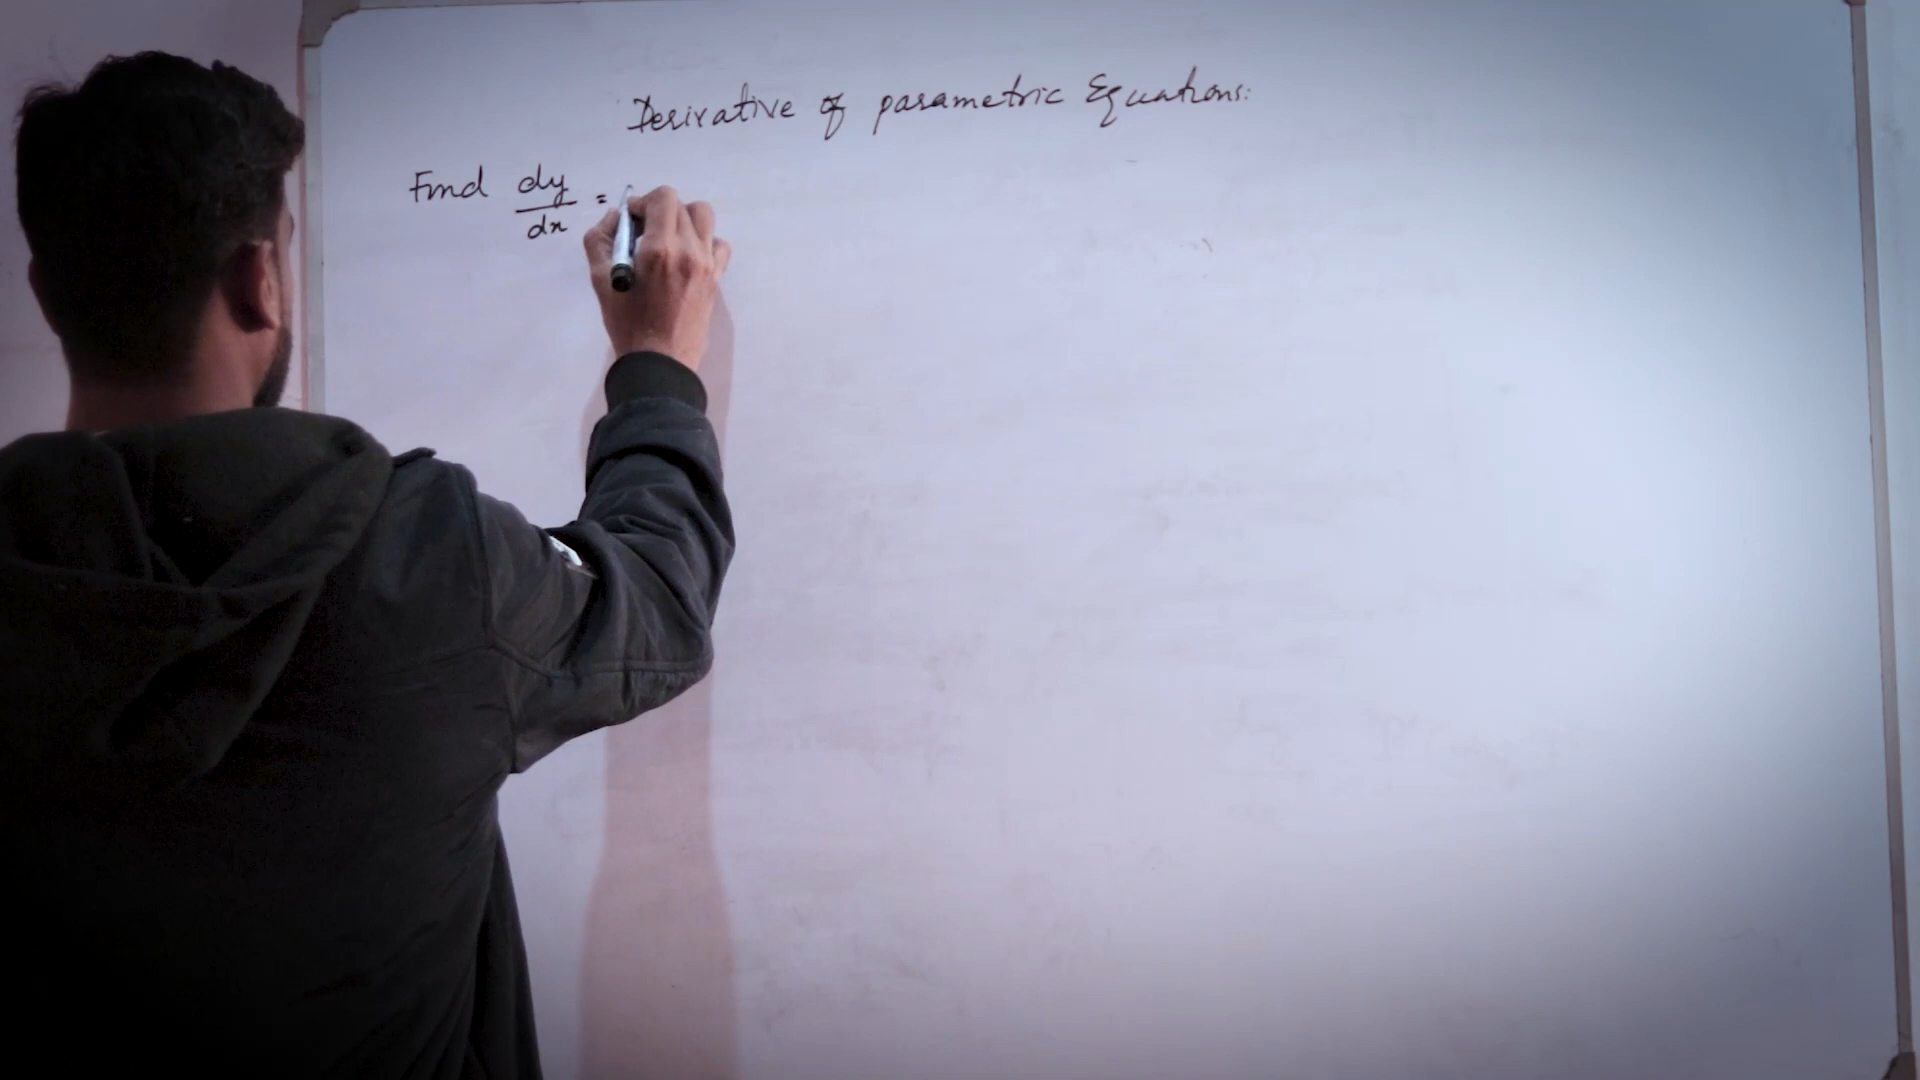 Derivative of parametric Equations:
Find dy/dx =